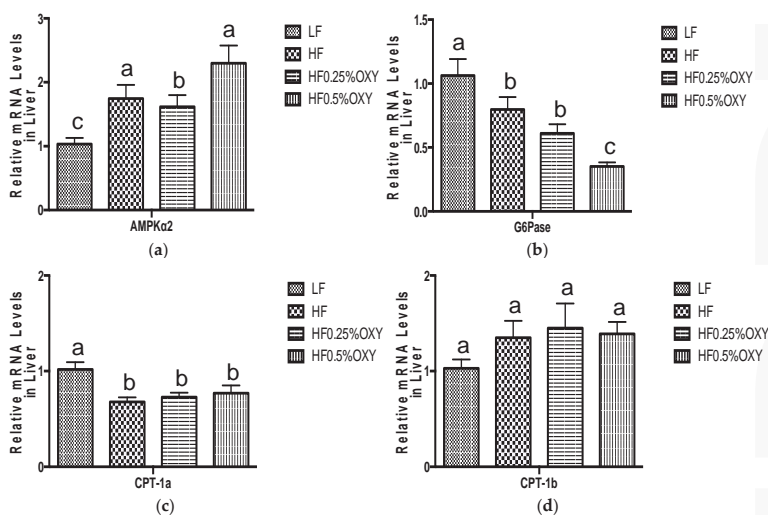 3
2
1
0
Relative mRNA Levels
in Liver
a
a
b
c
AMPKα2
LF
HF
HF0.25%OXY
HF0.5%OXY
(a)
1.5
1.0
0.5
0.0
Relative mRNA Levels
in Liver
a
b
b
c
G6Pase
LF
HF
HF0.25%OXY
HF0.5%OXY
(b)
2
1
0
Relative mRNA Levels
in Liver
a
b
b
b
CPT-1a
LF
HF
HF0.25%OXY
HF0.5%OXY
(c)
2
1
0
Relative mRNA Levels
in Liver
a
a
a
a
CPT-1b
LF
HF
HF0.25%OXY
HF0.5%OXY
(d)